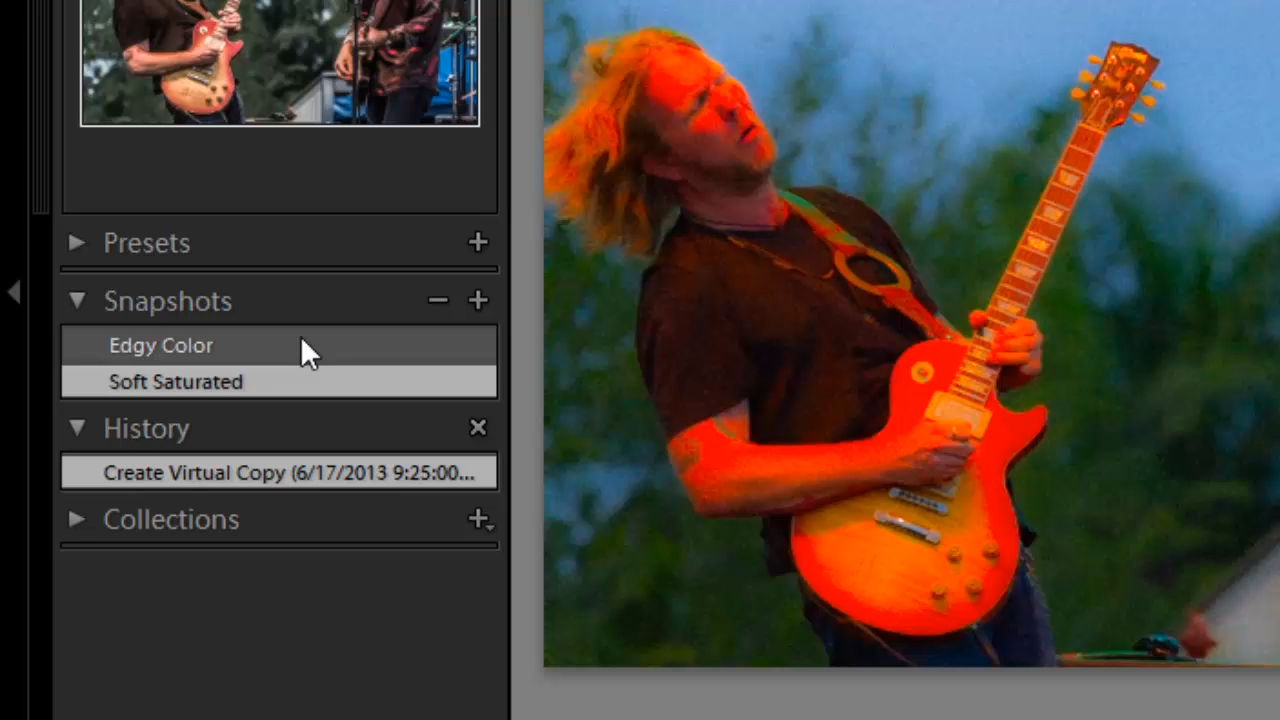 Presets
Snapshots
Edgy Color
Soft Saturated
History
Create Virtual Copy (6/17/2013 9:25:00...
Collections